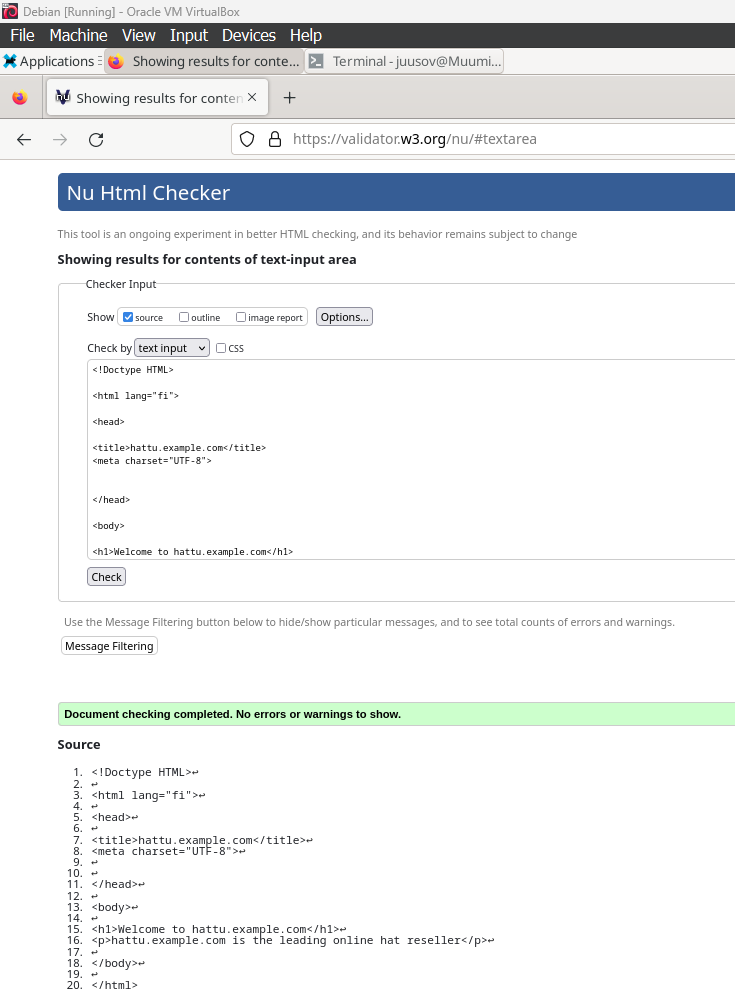 Debian [Running] - Oracle VM VirtualBox
File Machine View Input Devices Help
Applications Showing results for conte... Terminal - juusov@Muumi...
nu Showing results for conten
https://validator.w3.org/nu/#textarea
Nu Html Checker
This tool is an ongoing experiment in better HTML checking, and its behavior remains subject to change
Showing results for contents of text-input area
Checker Input
Show source outline image report Options...
Check by text input CSS
<!Doctype HTML>
<html lang="fi">
<head>
<title>hattu.example.com</title>
<meta charset="UTF-8">
</head>
<body>
<h1>Welcome to hattu.example.com</h1>
Check
Use the Message Filtering button below to hide/show particular messages, and to see total counts of errors and warnings.
Message Filtering
Document checking completed. No errors or warnings to show.
Source
1. <!Doctype HTML>↩
2. ↩
3. <html lang="fi">↩
4. ↩
5. <head>↩
6. ↩
7. <title>hattu.example.com</title>↩
8. <meta charset="UTF-8">↩
9. ↩
10. ↩
11. </head>↩
12. ↩
13. <body>↩
14. ↩
15. <h1>Welcome to hattu.example.com</h1>↩
16. <p>hattu.example.com is the leading online hat reseller</p>↩
17. ↩
18. </body>↩
19. ↩
20. </html>